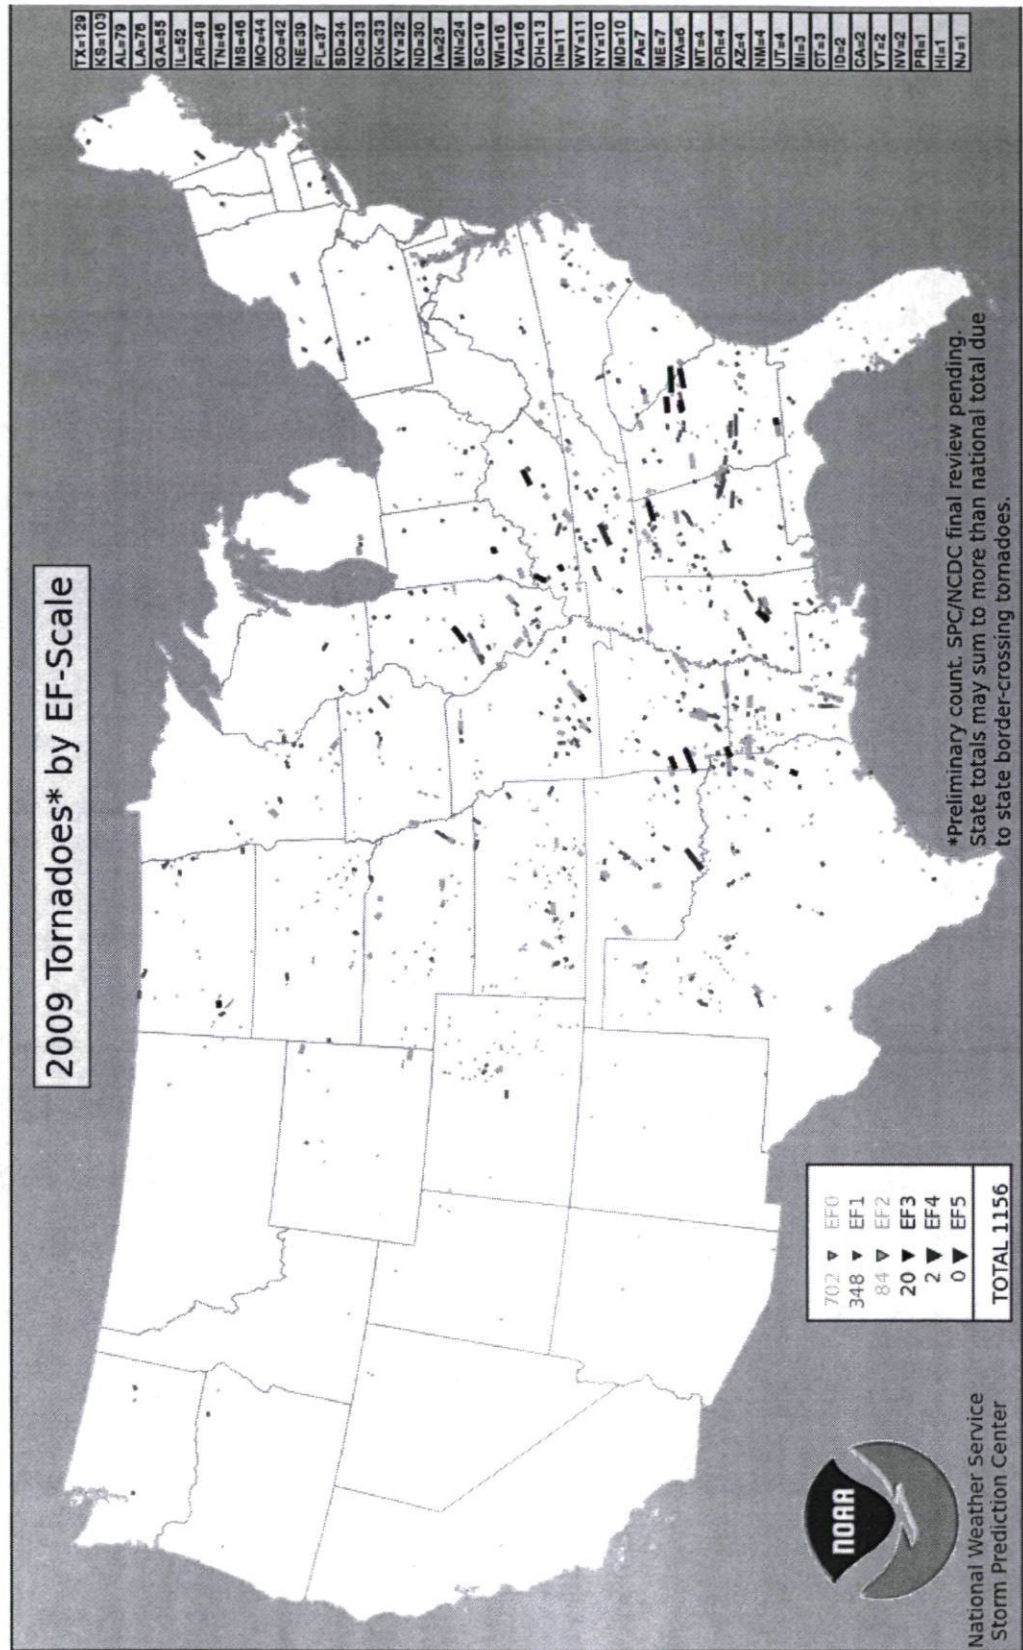 2009 Tornadoes* by EF-Scale
TX=129
KS=103
AL=79
LA=76
GA=55
IL=52
AR=49
TN=46
MS=46
MO=44
CO=42
NE=39
FL=37
SD=34
NC=33
OK=33
KY=32
ND=30
IA=25
MN=24
SC=19
WI=16
VA=16
OH=13
IN=11
WY=11
NY=10
MD=10
PA=7
ME=7
WA=6
MT=4
OR=4
AZ=4
NM=4
UT=4
MI=3
CT=3
ID=2
CA=2
VT=2
NV=2
PR=1
HI=1
NJ=1
702 ▼ EF0
348 ▼ EF1
84 ▼ EF2
20 ▼ EF3
2 ▼ EF4
0 ▼ EF5
TOTAL 1156
NOAA
National Weather Service
Storm Prediction Center
*Preliminary count. SPC/NCDC final review pending.
State totals may sum to more than national total due
to state border-crossing tornadoes.